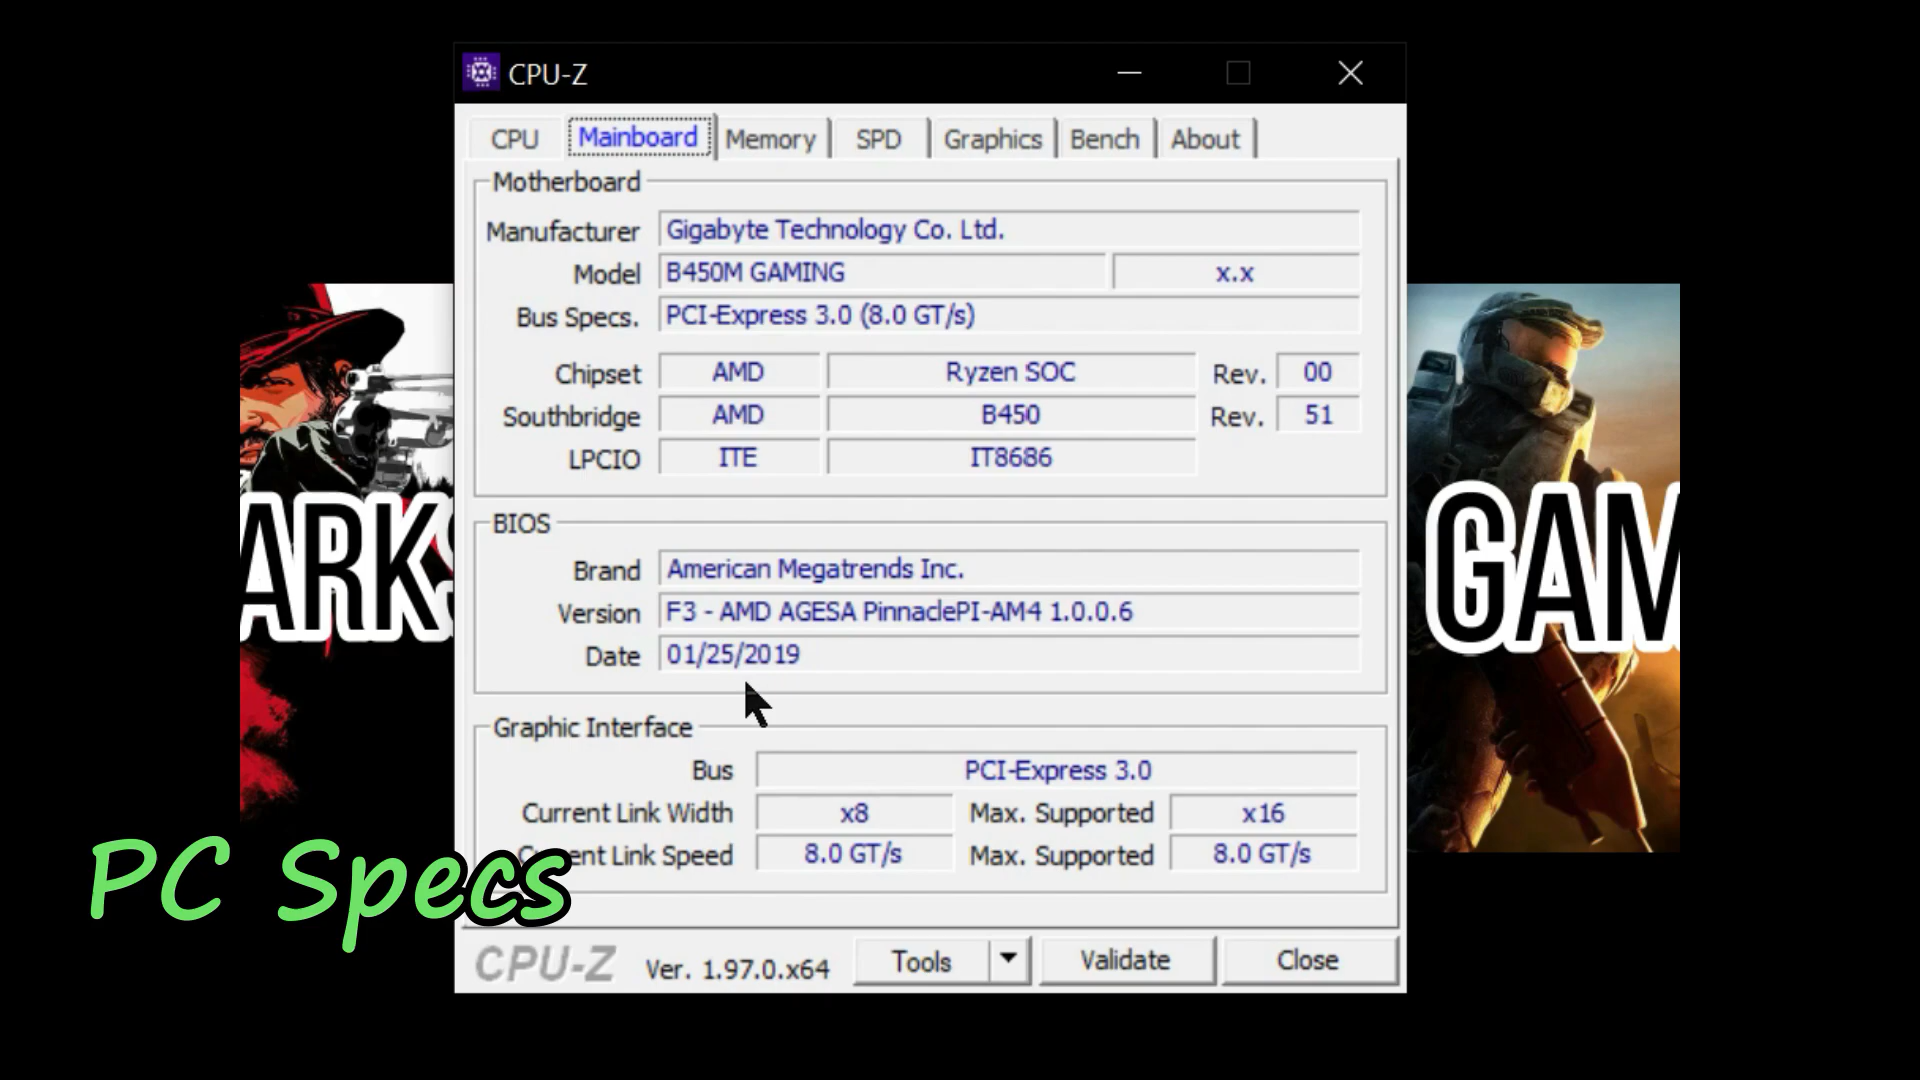 CPU-Z
CPU Mainboard Memory SPD Graphics Bench About
Motherboard
Manufacturer Gigabyte Technology Co. Ltd.
Model B450M GAMING x.x
Bus Specs. PCI-Express 3.0 (8.0 GT/s)
Chipset AMD Ryzen SOC Rev. 00
Southbridge AMD B450 Rev. 51
LPCIO ITE IT8686
ARKS GAM
BIOS
Brand American Megatrends Inc.
Version F3 - AMD AGESA PinnaclePI-AM4 1.0.0.6
Date 01/25/2019
Graphic Interface
Bus PCI-Express 3.0
Current Link Width x8 Max. Supported x16
Current Link Speed 8.0 GT/s Max. Supported 8.0 GT/s
PC Specs
CPU-Z Ver. 1.97.0.x64 Tools Validate Close